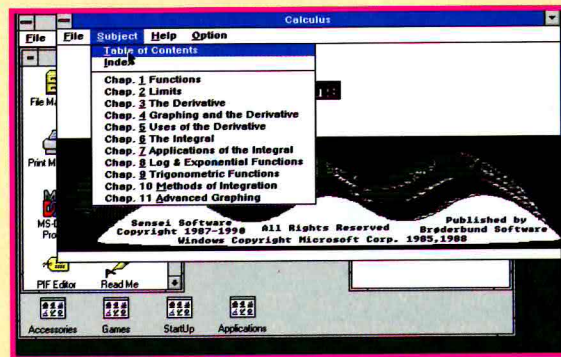 Calculus
File
File Subject Help Option
Table of Contents
Index
Chap. 1 Functions
Chap. 2 Limits
Chap. 3 The Derivative
Chap. 4 Graphing and the Derivative
Chap. 5 Uses of the Derivative
Chap. 6 The Integral
Chap. 7 Applications of the Integral
Chap. 8 Log & Exponential Functions
Chap. 9 Trigonometric Functions
Chap. 10 Methods of Integration
Chap. 11 Advanced Graphing
File
Print
MS-D
Pro
Sensei Software
Copyright 1987-1990
All Rights Reserved
Published by
Brøderbund Software
Windows Copyright Microsoft Corp. 1985,1988
PIF Editor
Read Me
Accessories
Games
StartUp
Applications